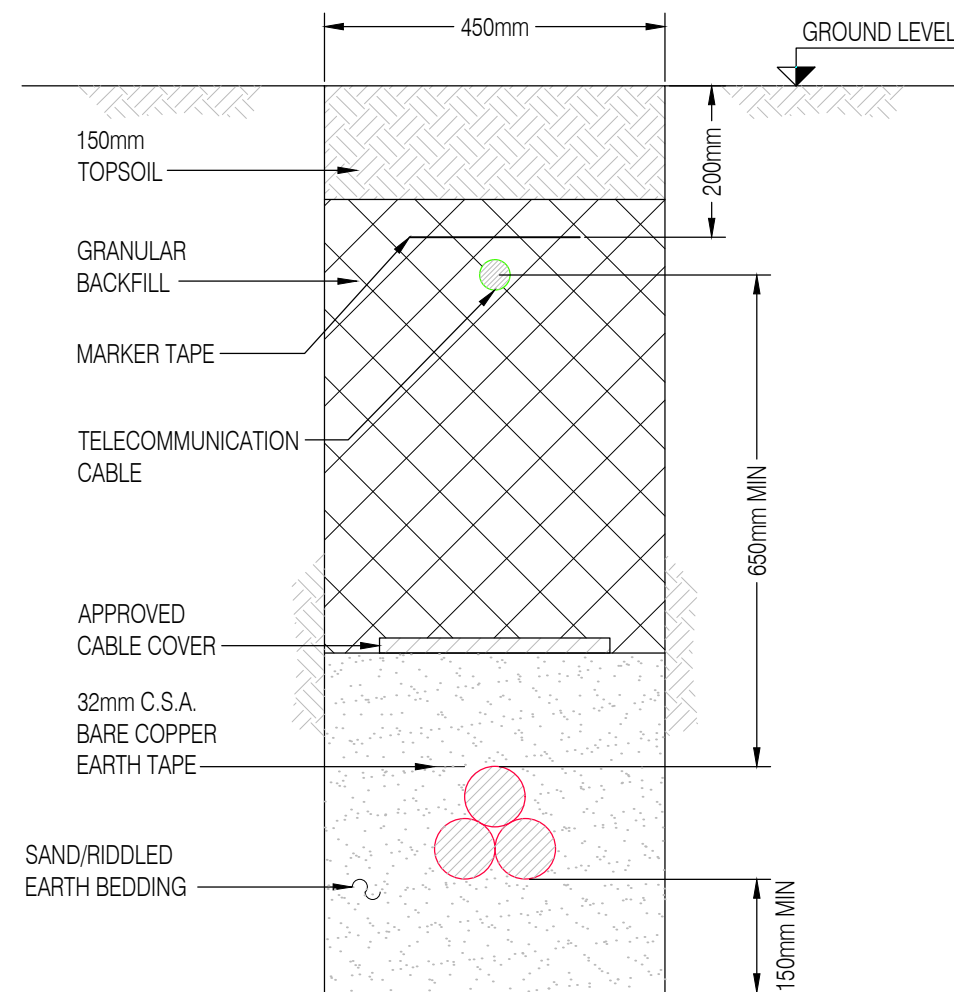 450mm
GROUND LEVEL
150mm
TOPSOIL
200mm
GRANULAR
BACKFILL
MARKER TAPE
TELECOMMUNICATION
CABLE
650mm MIN
APPROVED
CABLE COVER
32mm C.S.A.
BARE COPPER
EARTH TAPE
SAND/RIDDLED
EARTH BEDDING
150mm MIN